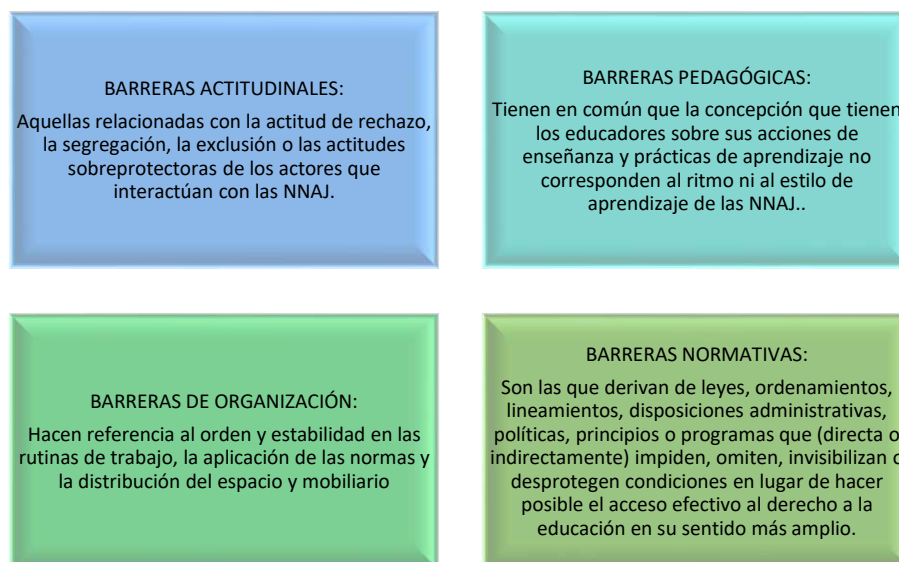 BARRERAS ACTITUDINALES:
Aquellas relacionadas con la actitud de rechazo,
la segregación, la exclusión o las actitudes
sobreprotectoras de los actores que
interactúan con las NNAJ.
BARRERAS PEDAGÓGICAS:
Tienen en común que la concepción que tienen
los educadores sobre sus acciones de
enseñanza y prácticas de aprendizaje no
corresponden al ritmo ni al estilo de
aprendizaje de las NNAJ..
BARRERAS DE ORGANIZACIÓN:
Hacen referencia al orden y estabilidad en las
rutinas de trabajo, la aplicación de las normas y
la distribución del espacio y mobiliario
BARRERAS NORMATIVAS:
Son las que derivan de leyes, ordenamientos,
lineamientos, disposiciones administrativas,
políticas, principios o programas que (directa o
indirectamente) impiden, omiten, invisibilizan o
desprotegen condiciones en lugar de hacer
posible el acceso efectivo al derecho a la
educación en su sentido más amplio.